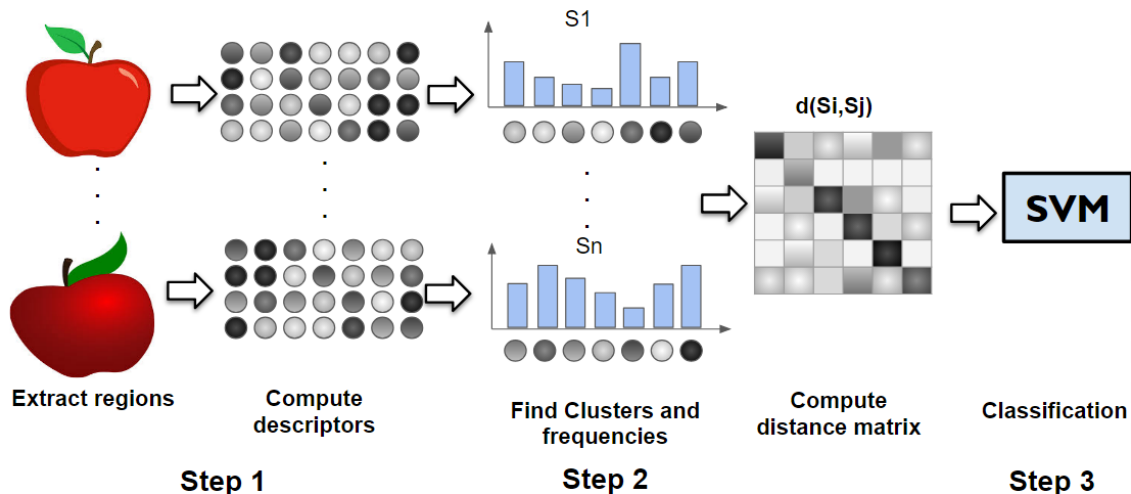 S1
d(Si,Sj)
SVM
Sn
Extract regions
Compute
descriptors
Find Clusters and
frequencies
Compute
distance matrix
Classification
Step 1
Step 2
Step 3